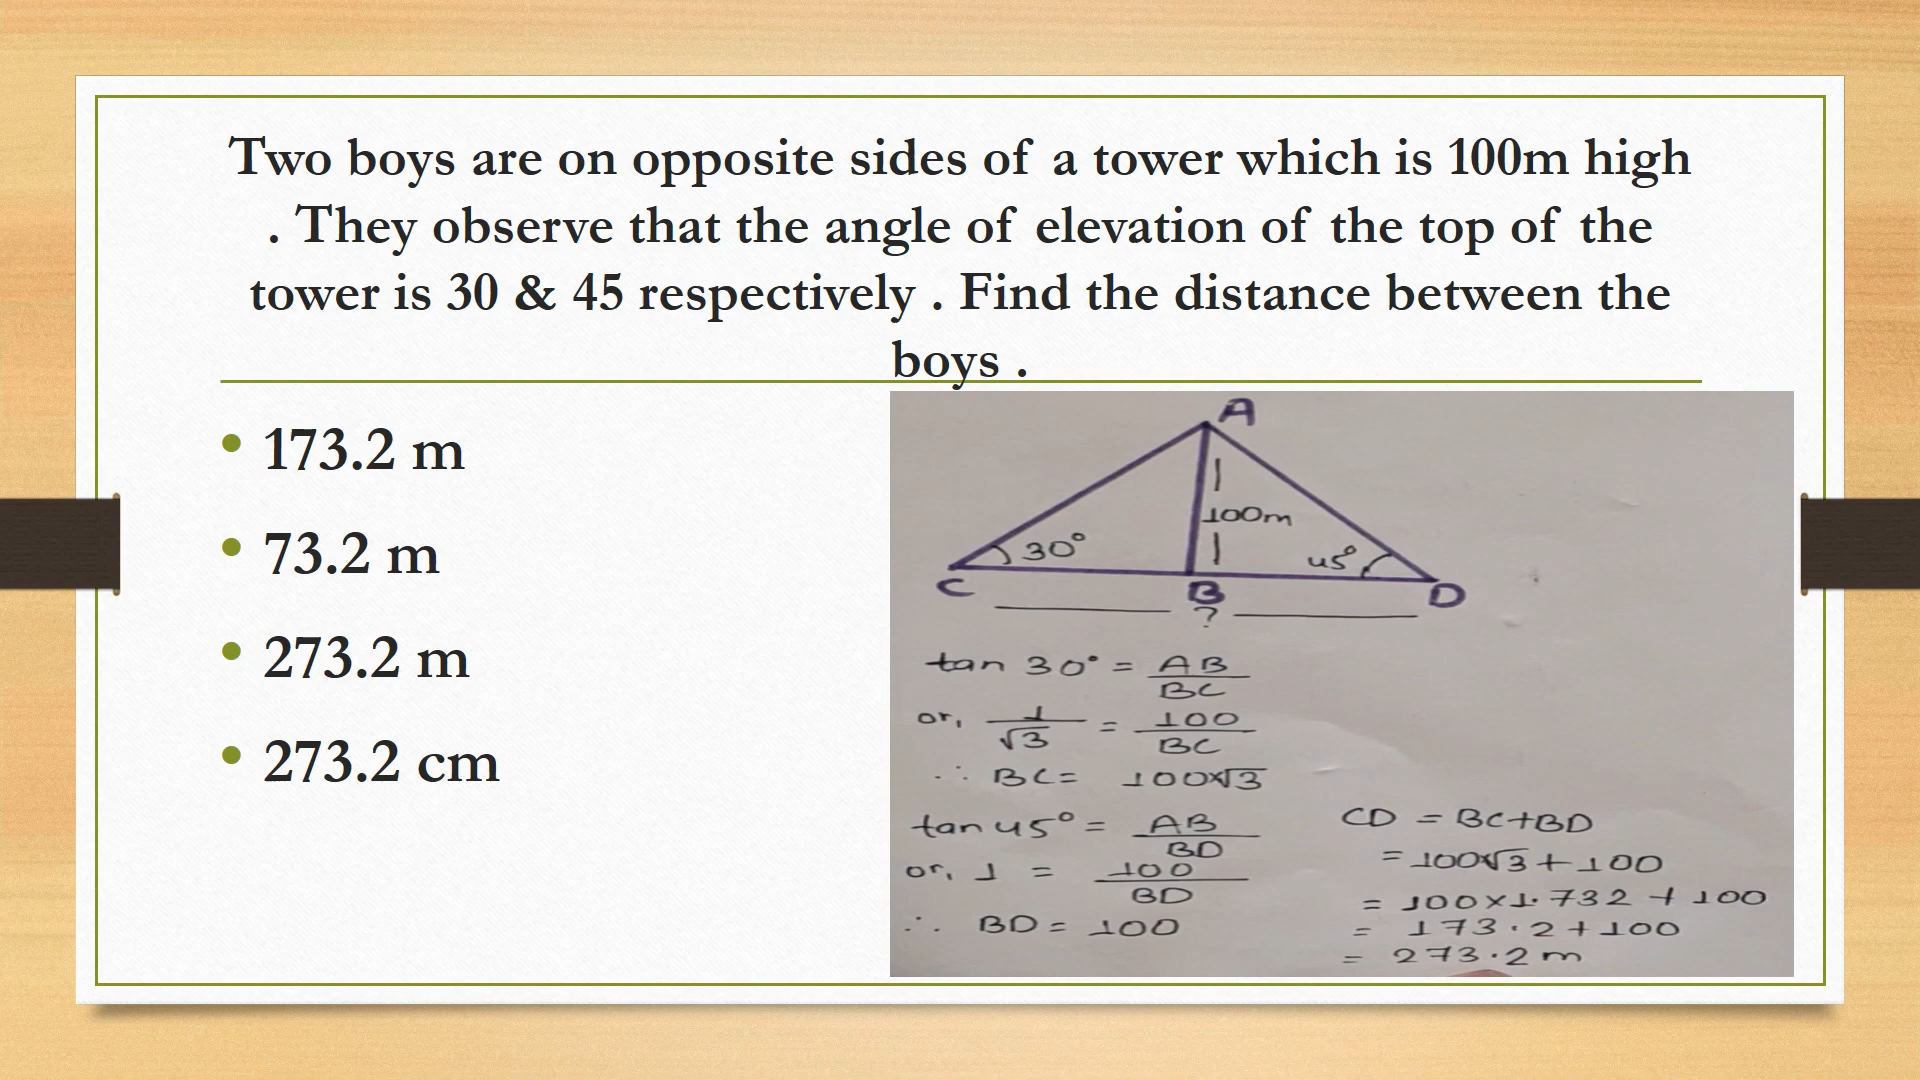 Two boys are on opposite sides of a tower which is 100m high
. They observe that the angle of elevation of the top of the
tower is 30 & 45 respectively . Find the distance between the
boys .
• 173.2 m
• 73.2 m
• 273.2 m
• 273.2 cm
A
100m
30°
45°
C
B
D
?
tan 30° = AB
BC
or, 1/√3 = 100/BC
∴ BC = 100×√3
tan 45° = AB/BD
or, 1 = 100/BD
∴ BD = 100
CD = BC+BD
= 100×√3 + 100
= 100×1.732 + 100
= 173.2 + 100
= 273.2 m